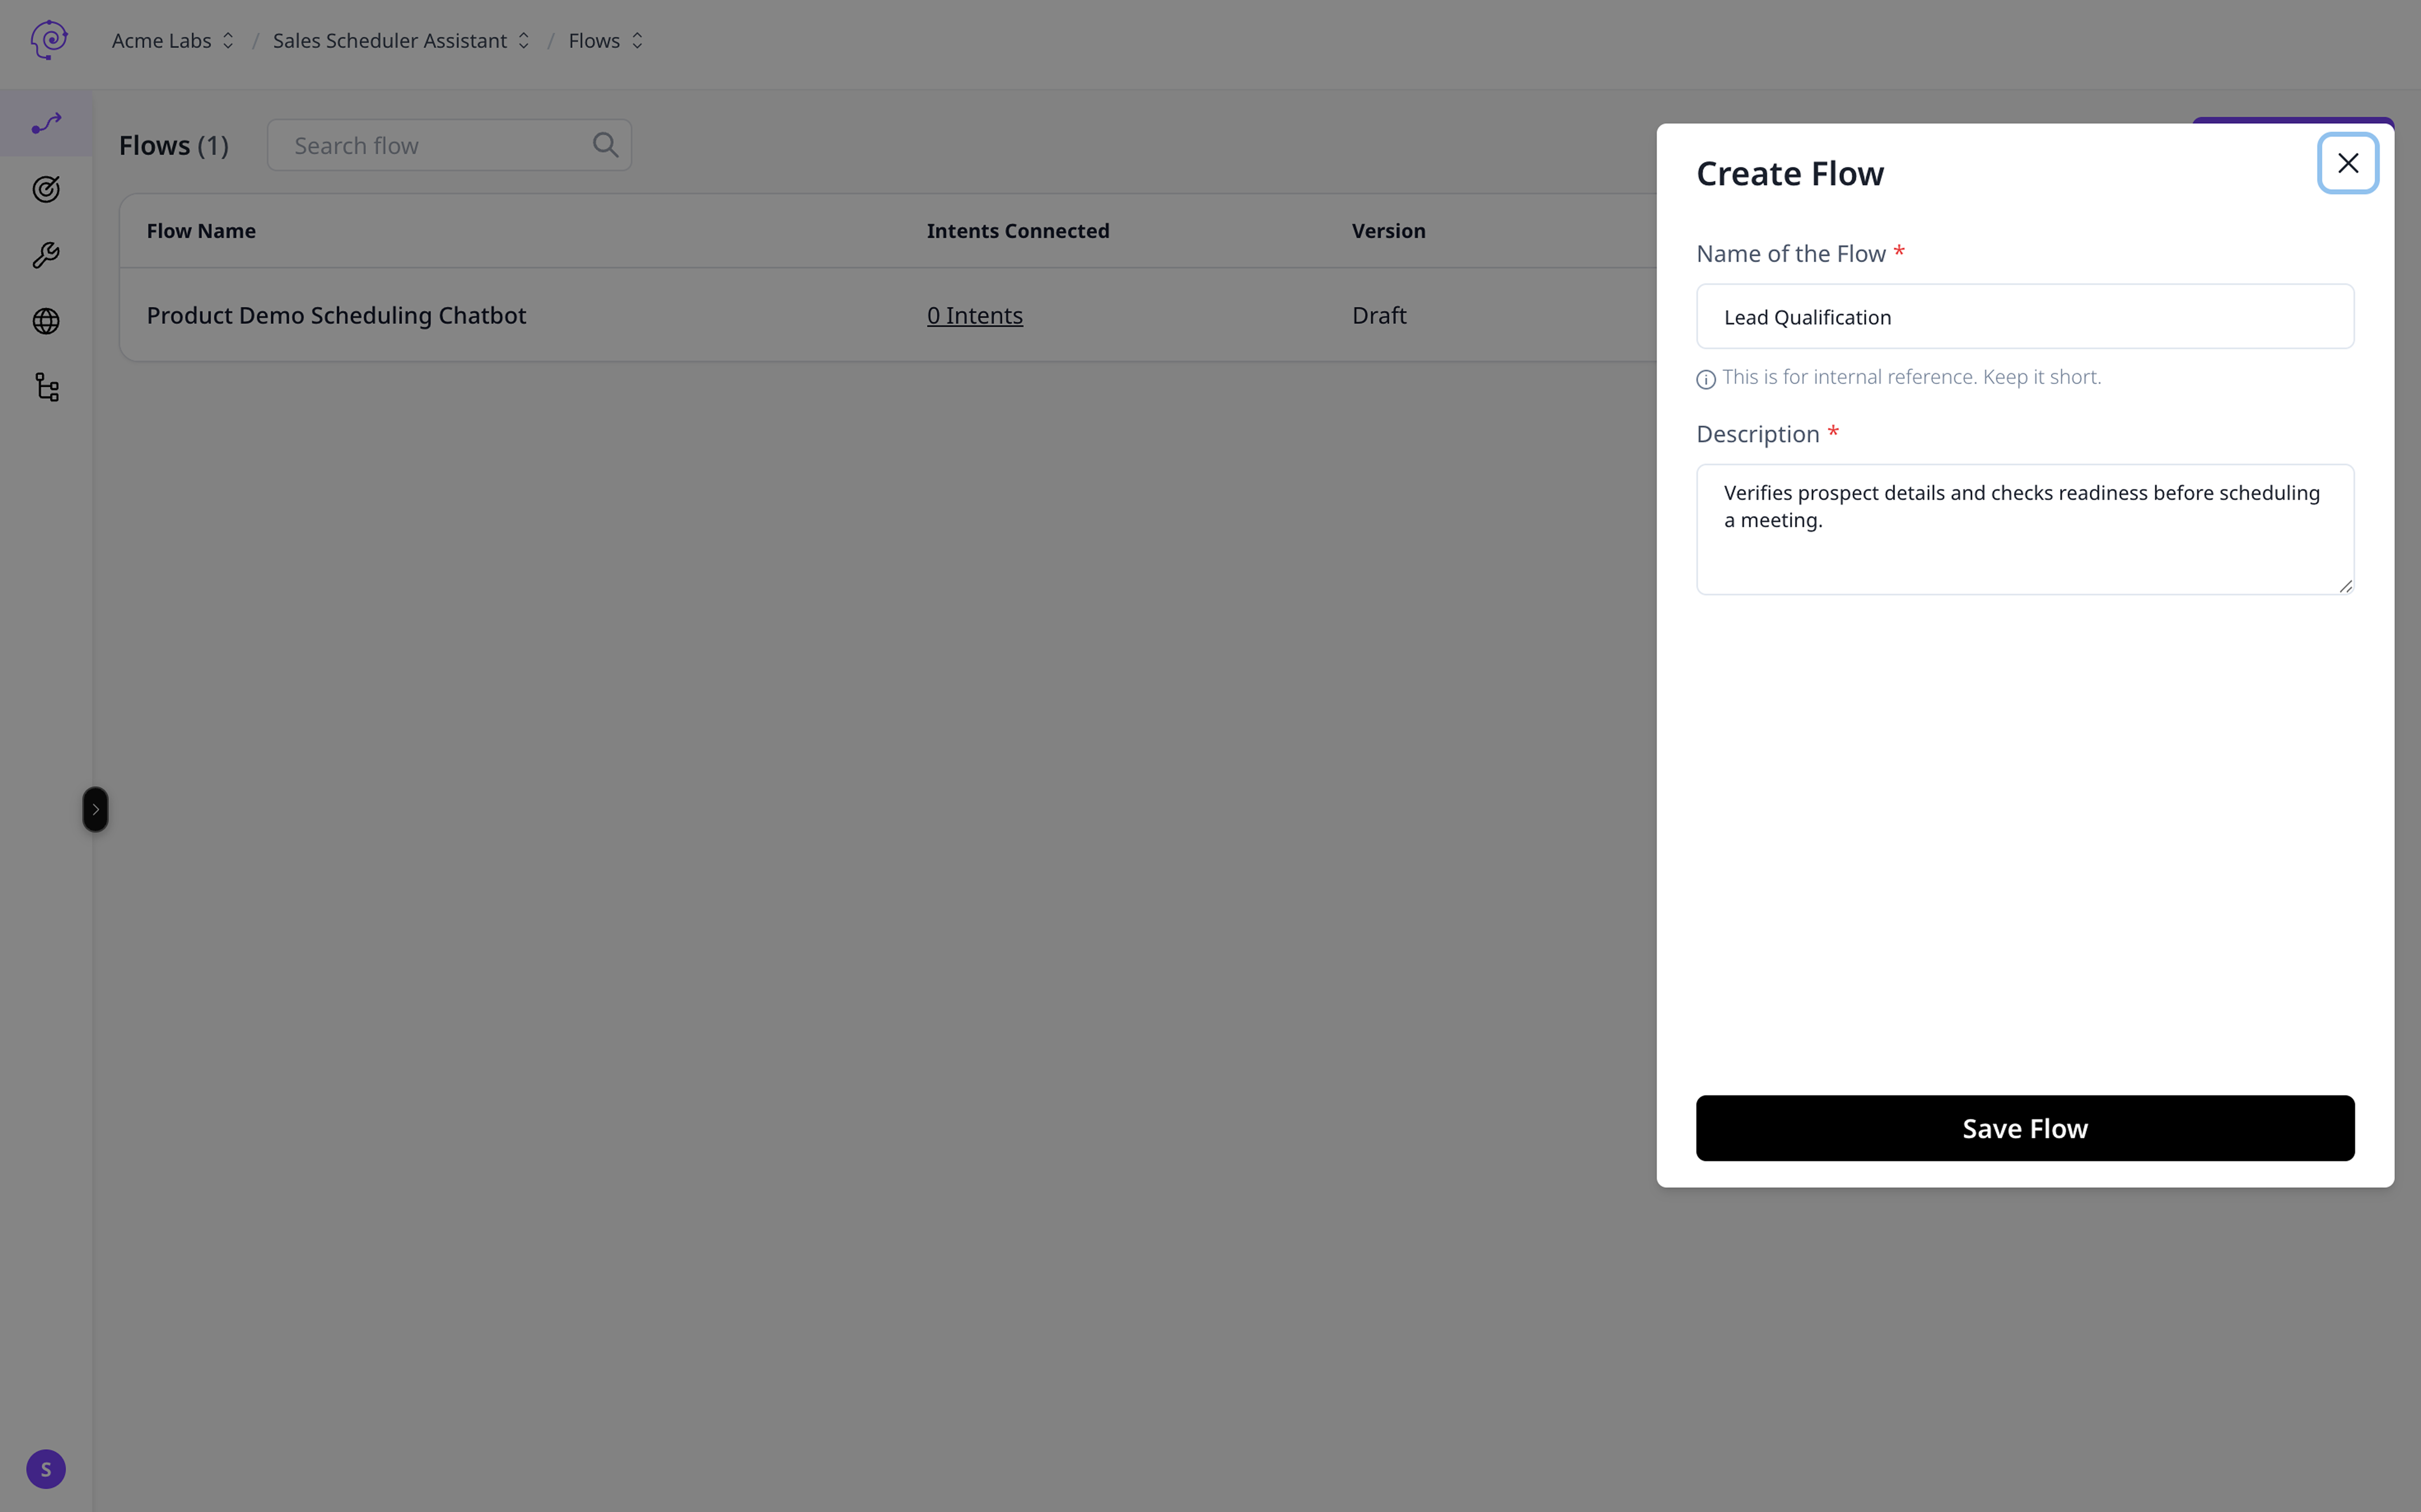 Acme Labs / Sales Scheduler Assistant / Flows
Flows (1)
Search flow
Flow Name Intents Connected Version
Product Demo Scheduling Chatbot 0 Intents Draft
Create Flow
Name of the Flow *
Lead Qualification
This is for internal reference. Keep it short.
Description *
Verifies prospect details and checks readiness before scheduling
a meeting.
Save Flow
S